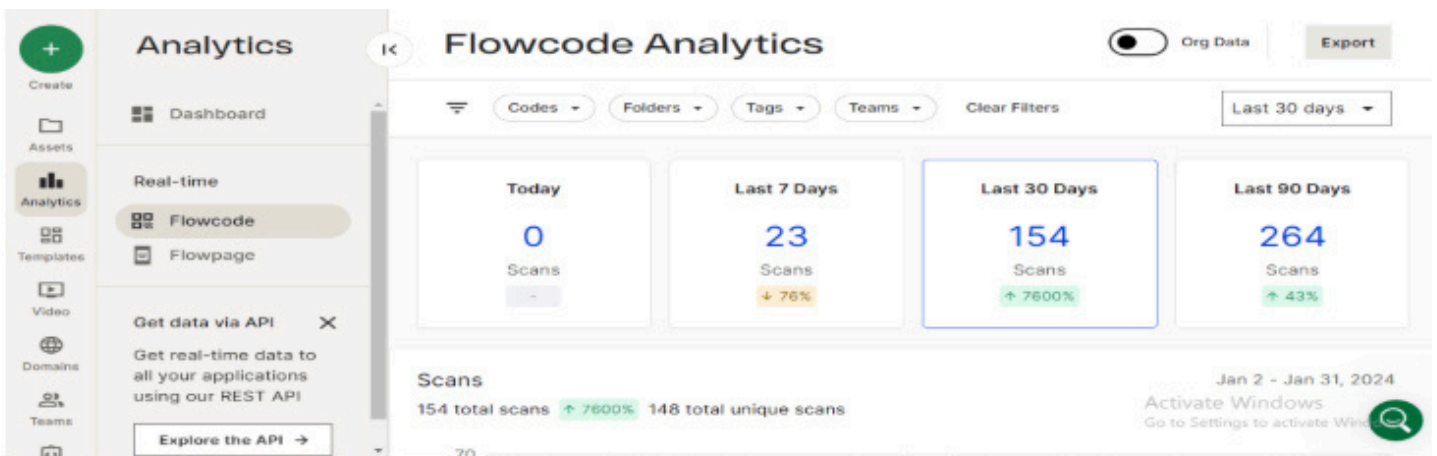 +
Create
Assets
Analytics
Templates
Video
Domains
Teams
Analytics
Dashboard
Real-time
Flowcode
Flowpage
Get data via API ✕
Get real-time data to
all your applications
using our REST API
Explore the API →
Flowcode Analytics
Org Data
Export
Codes
Folders
Tags
Teams
Clear Filters
Last 30 days
Today
0
Scans
-
Last 7 Days
23
Scans
↓ 76%
Last 30 Days
154
Scans
↑ 7600%
Last 90 Days
264
Scans
↑ 43%
Scans
Jan 2 - Jan 31, 2024
154 total scans ↑ 7600% 148 total unique scans
Activate Windows
Go to Settings to activate Wind
70